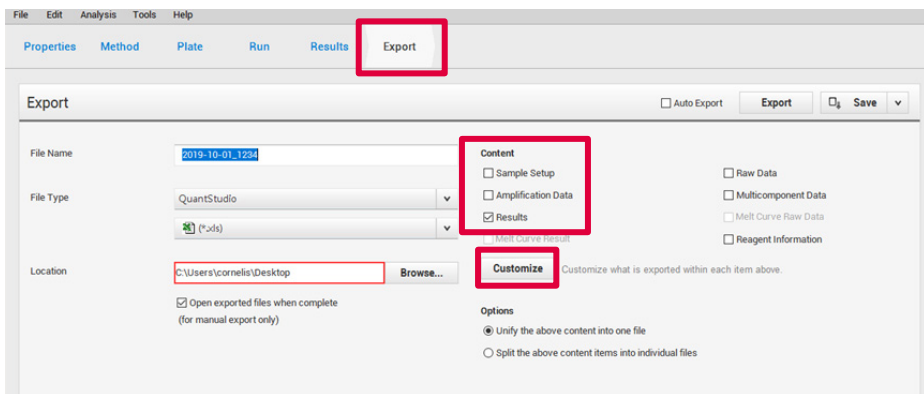 File Edit Analysis Tools Help
Properties Method Plate Run Results Export
Export
Auto Export Export Save
File Name 2019-10-01_1234
Content
Sample Setup Raw Data
File Type QuantStudio
Amplification Data Multicomponent Data
(*.xls)
Results Melt Curve Raw Data
Melt Curve Result Reagent Information
Location C:\Users\cornelis\Desktop Browse...
Customize Customize what is exported within each item above.
Open exported files when complete
(for manual export only)
Options
Unify the above content into one file
Split the above content items into individual files